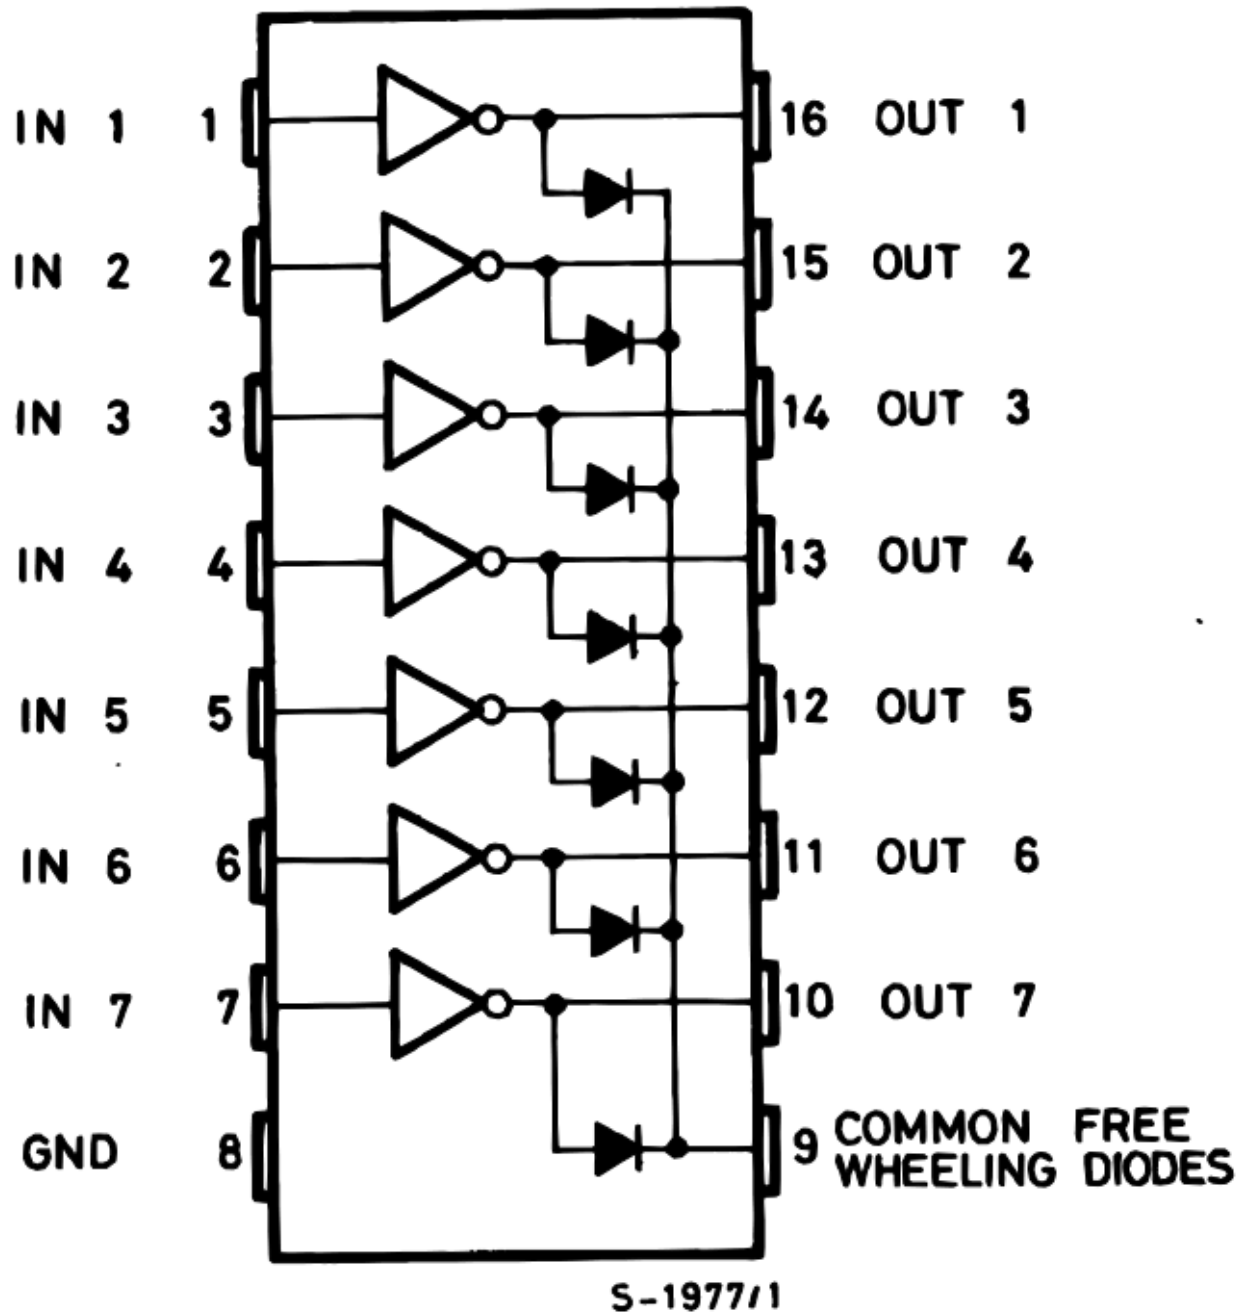 IN 1 1 16 OUT 1
IN 2 2 15 OUT 2
IN 3 3 14 OUT 3
IN 4 4 13 OUT 4
IN 5 5 12 OUT 5
IN 6 6 11 OUT 6
IN 7 7 10 OUT 7
GND 8 9 COMMON FREE
WHEELING DIODES
S-1977/1